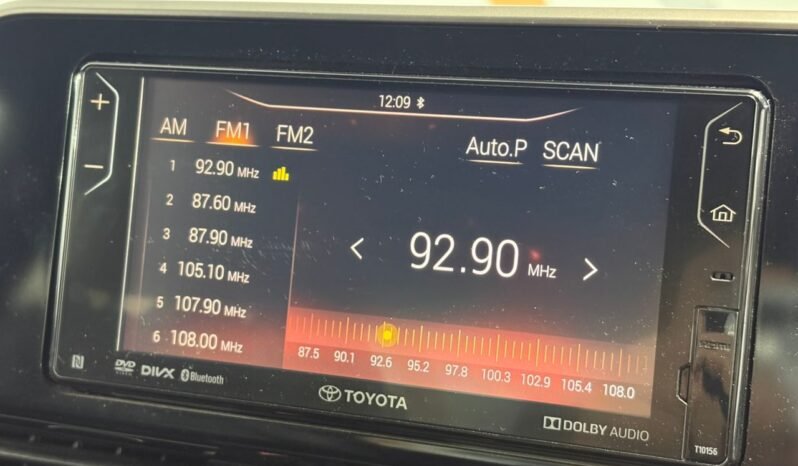 12:09
AM FM1 FM2
Auto.P SCAN
1 92.90 MHz
2 87.60 MHz
3 87.90 MHz
4 105.10 MHz
5 107.90 MHz
6 108.00 MHz
< 92.90 MHz >
87.5 90.1 92.6 95.2 97.8 100.3 102.9 105.4 108.0
DVD DIVX Bluetooth
TOYOTA
DOLBY AUDIO
T10156